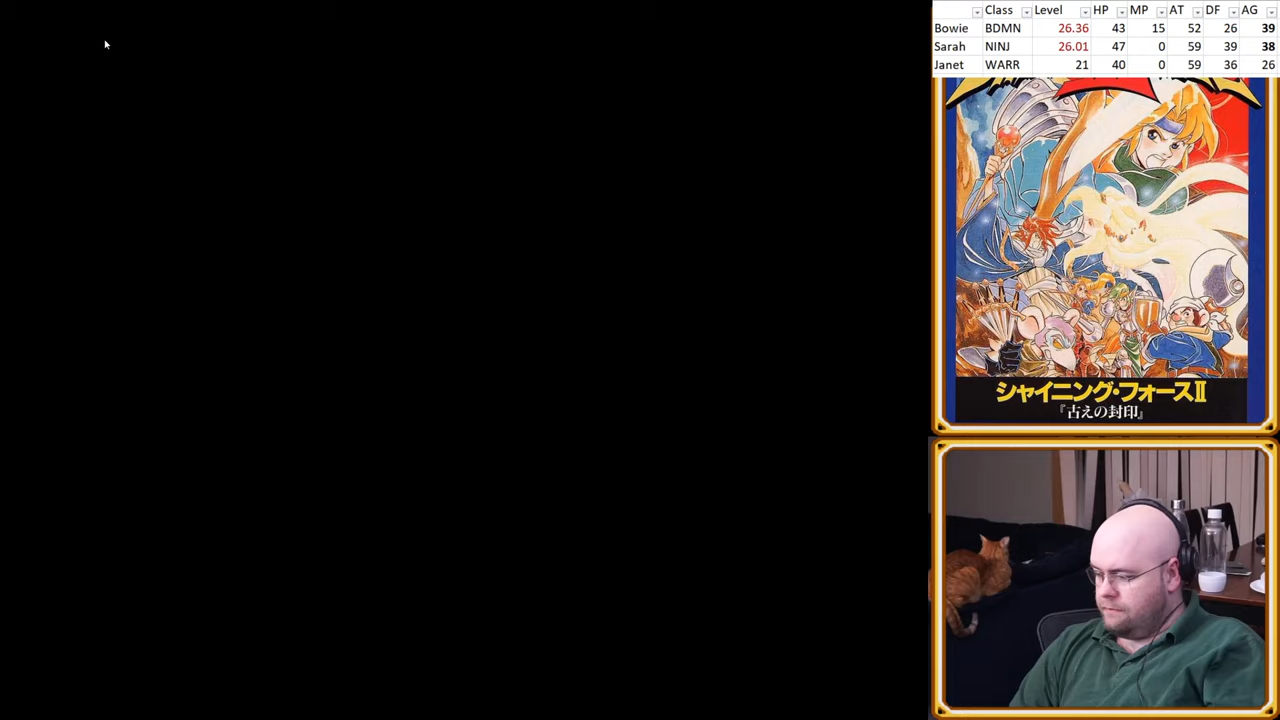 Class Level HP MP AT DF AG
Bowie BDMN 26.36 43 15 52 26 39
Sarah NINJ 26.01 47 0 59 39 38
Janet WARR 21 40 0 59 36 26
シャイニング・フォースⅡ
『古えの封印』